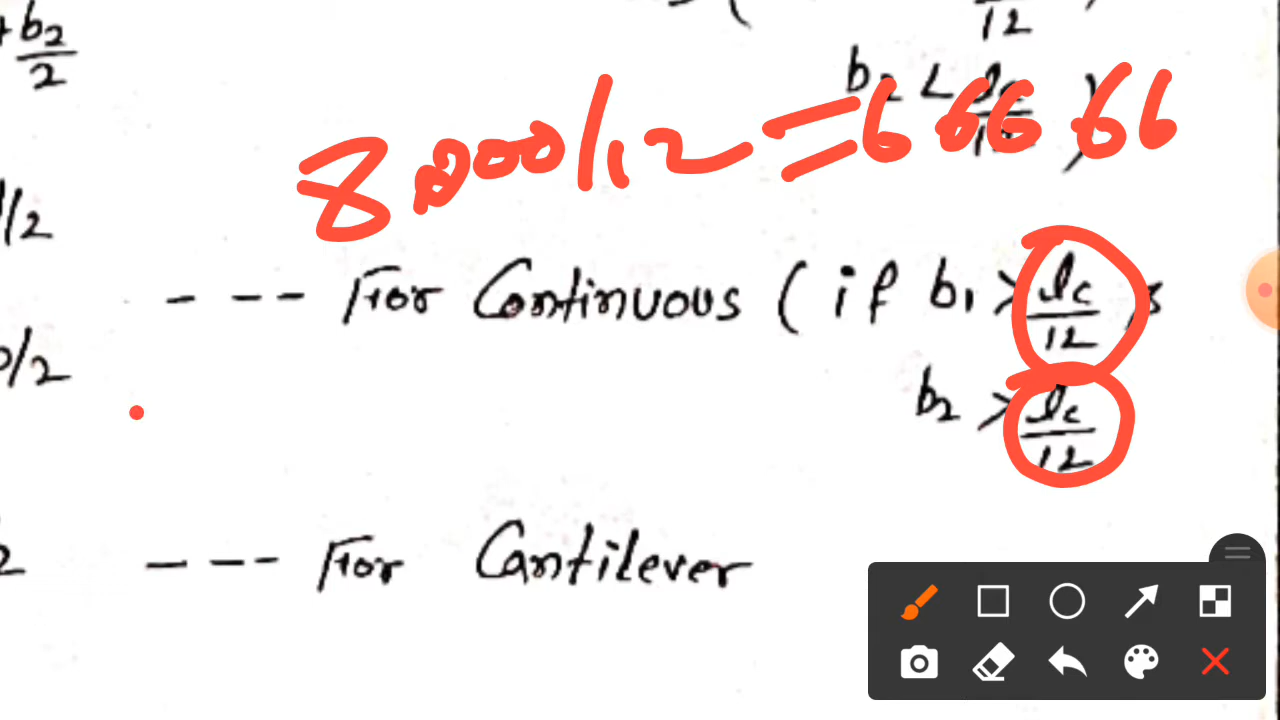 +b2/2
12
b2 < lc/12 )
8000/12 = 666 66
/2
--- For Continuous ( if b1 > lc/12 ;
/2
b2 > lc/12
2 --- For Cantilever